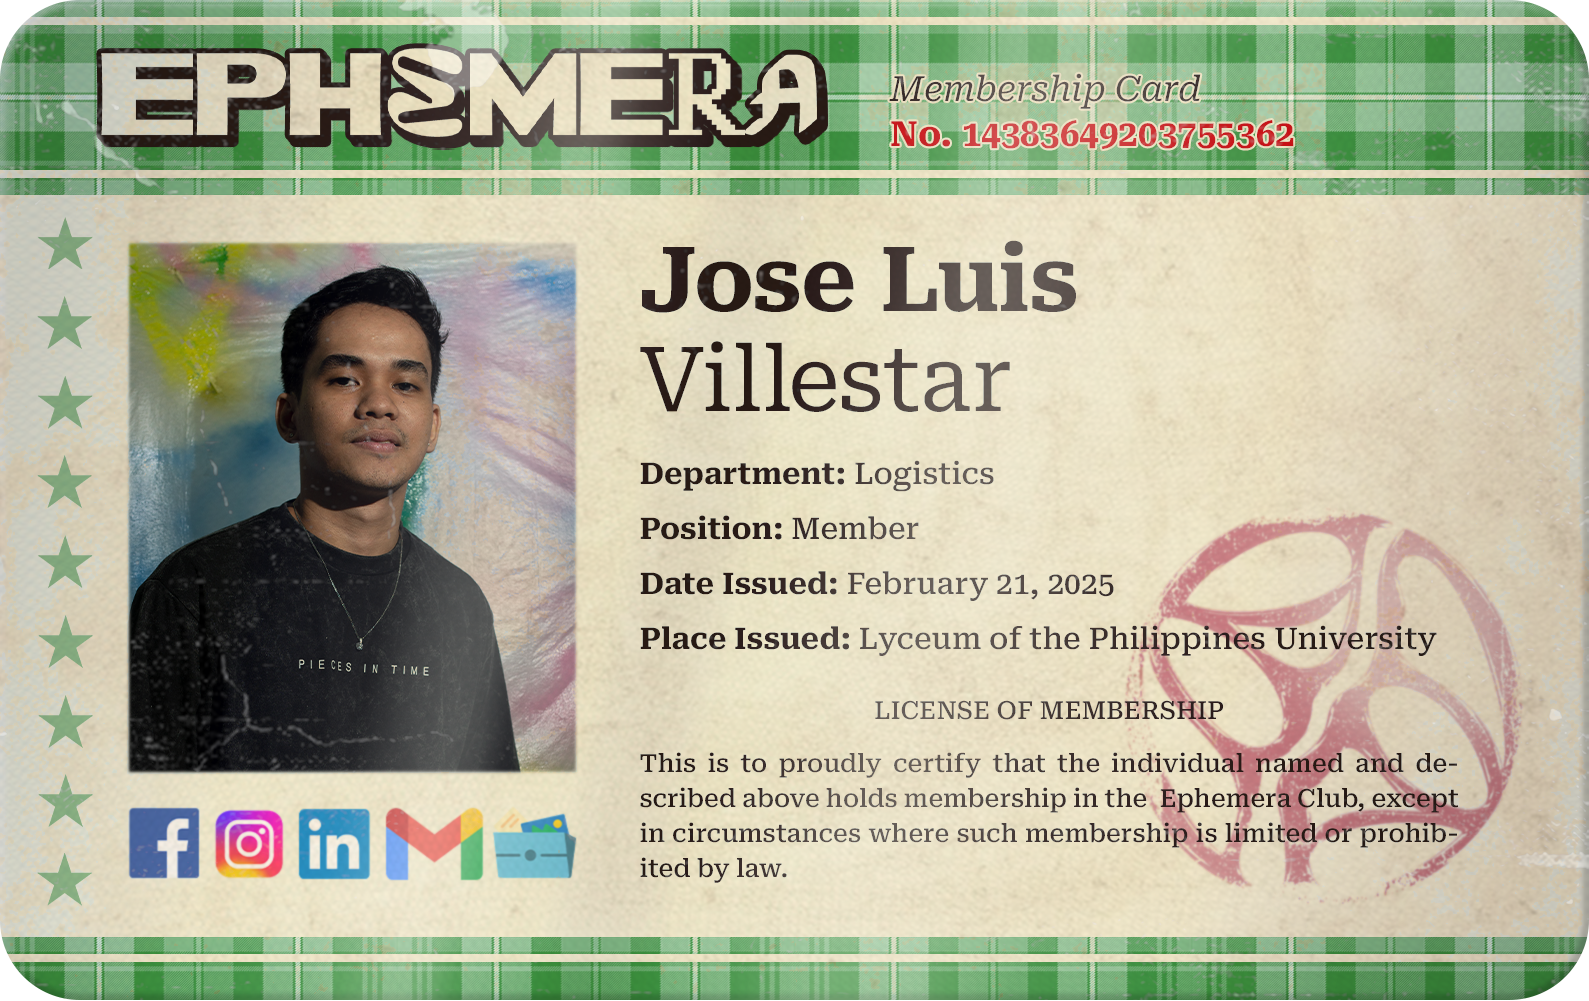 EPHEMERA
Membership Card
No. 14383649203755362
Jose Luis
Villestar
Department: Logistics
Position: Member
Date Issued: February 21, 2025
Place Issued: Lyceum of the Philippines University
PIECES IN TIME
LICENSE OF MEMBERSHIP
This is to proudly certify that the individual named and de-
scribed above holds membership in the Ephemera Club, except
in circumstances where such membership is limited or prohib-
ited by law.